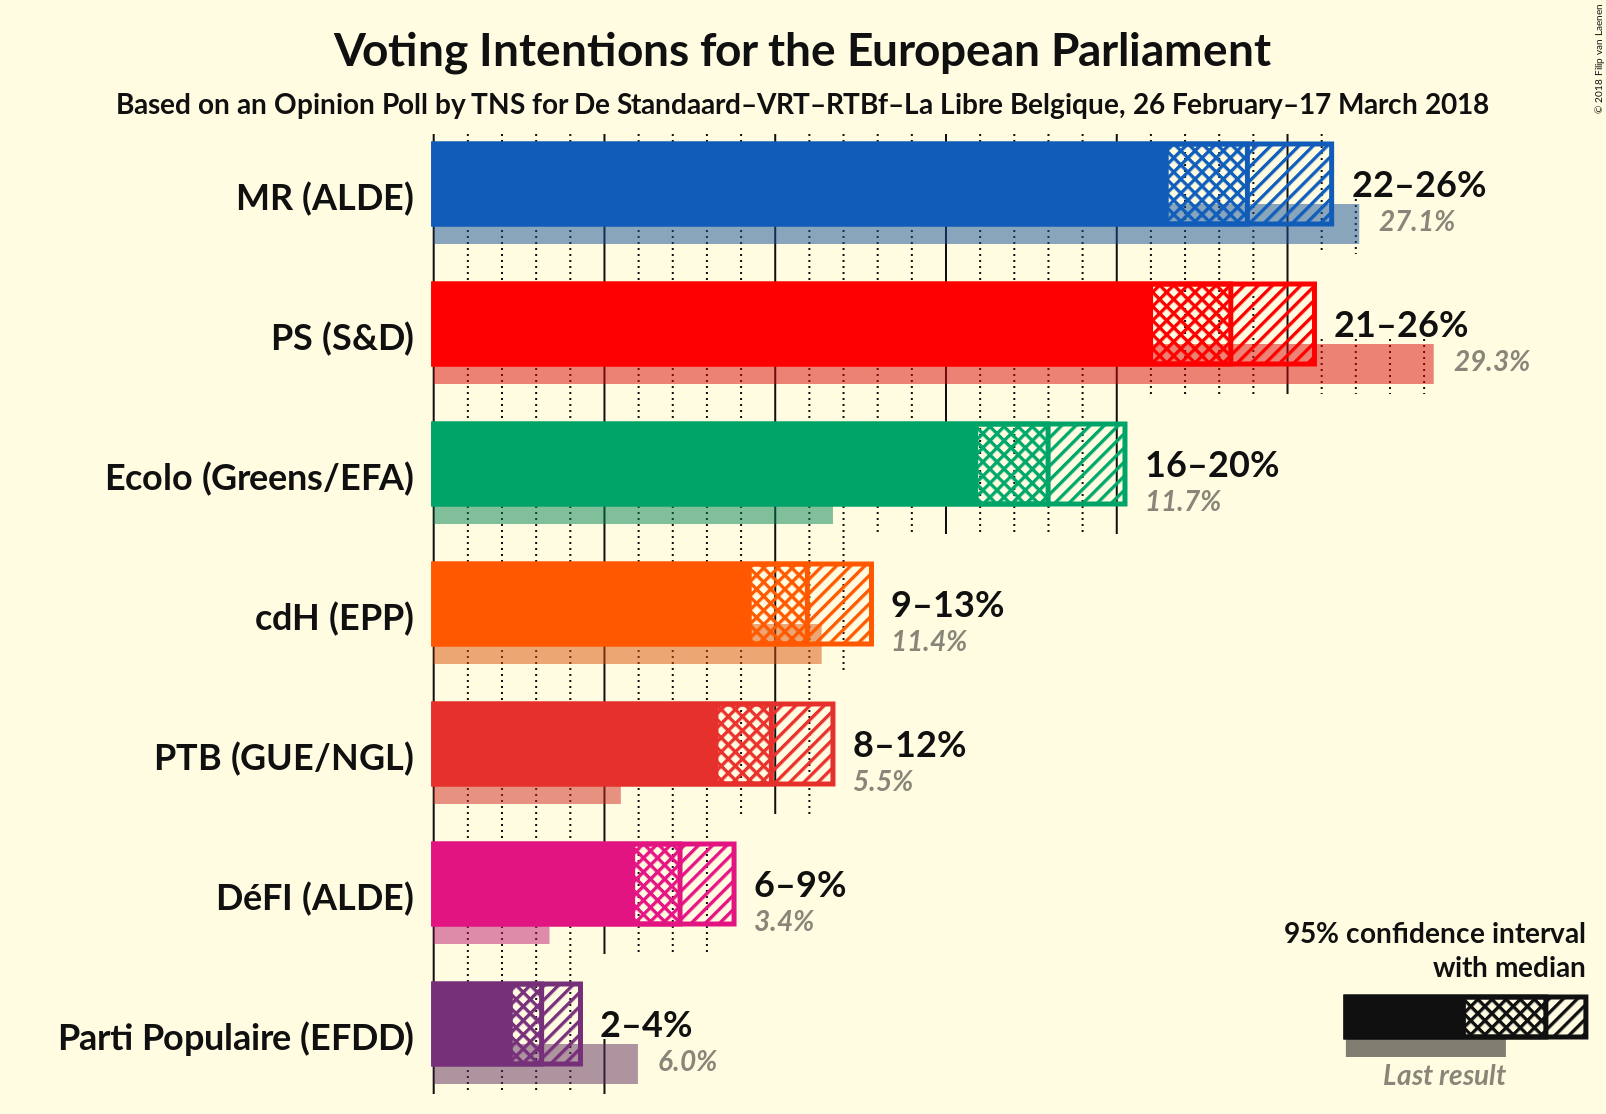 Voting Intentions for the European Parliament
Based on an Opinion Poll by TNS for De Standaard–VRT–RTBf–La Libre Belgique, 26 February–17 March 2018
© 2018 Filip van Laenen
MR (ALDE)
22–26%
27.1%
PS (S&D)
21–26%
29.3%
Ecolo (Greens/EFA)
16–20%
11.7%
cdH (EPP)
9–13%
11.4%
PTB (GUE/NGL)
8–12%
5.5%
DéFI (ALDE)
6–9%
3.4%
Parti Populaire (EFDD)
2–4%
6.0%
95% confidence interval
with median
Last result